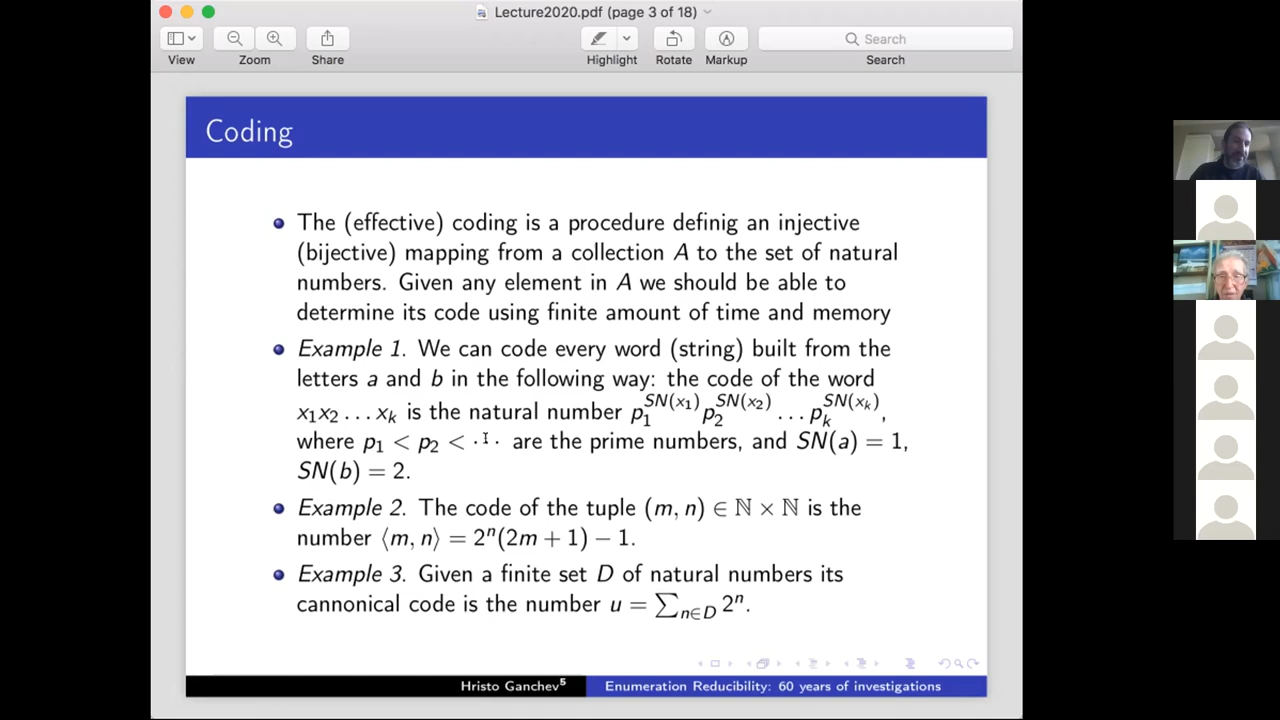 Lecture2020.pdf (page 3 of 18)
View
Zoom
Share
Highlight
Rotate
Markup
Search
Search
Coding
The (effective) coding is a procedure definig an injective
(bijective) mapping from a collection A to the set of natural
numbers. Given any element in A we should be able to
determine its code using finite amount of time and memory
Example 1. We can code every word (string) built from the
letters a and b in the following way: the code of the word
x₁x₂ … xₖ is the natural number p₁^SN(x₁) p₂^SN(x₂) … pₖ^SN(xₖ),
where p₁ < p₂ < ··· are the prime numbers, and SN(a) = 1,
SN(b) = 2.
Example 2. The code of the tuple (m, n) ∈ ℕ × ℕ is the
number ⟨m, n⟩ = 2ⁿ(2m + 1) − 1.
Example 3. Given a finite set D of natural numbers its
cannonical code is the number u = ∑_{n∈D} 2ⁿ.
Hristo Ganchev⁵
Enumeration Reducibility: 60 years of investigations